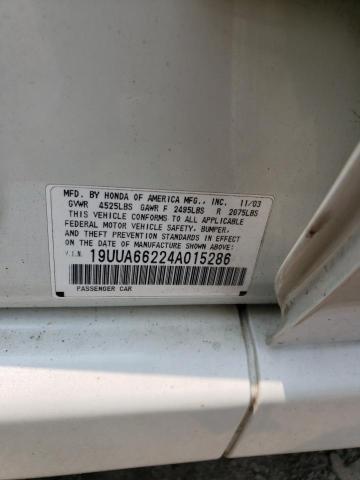 MFD. BY HONDA OF AMERICA MFG., INC. 11/03
GVWR 4525LBS GAWR F 2495LBS R 2075LBS
THIS VEHICLE CONFORMS TO ALL APPLICABLE
FEDERAL MOTOR VEHICLE SAFETY, BUMPER,
AND THEFT PREVENTION STANDARDS IN EFFECT
ON THE DATE OF MANUFACTURE SHOWN ABOVE:
V.I.N. 19UUA66224A015286
PASSENGER CAR